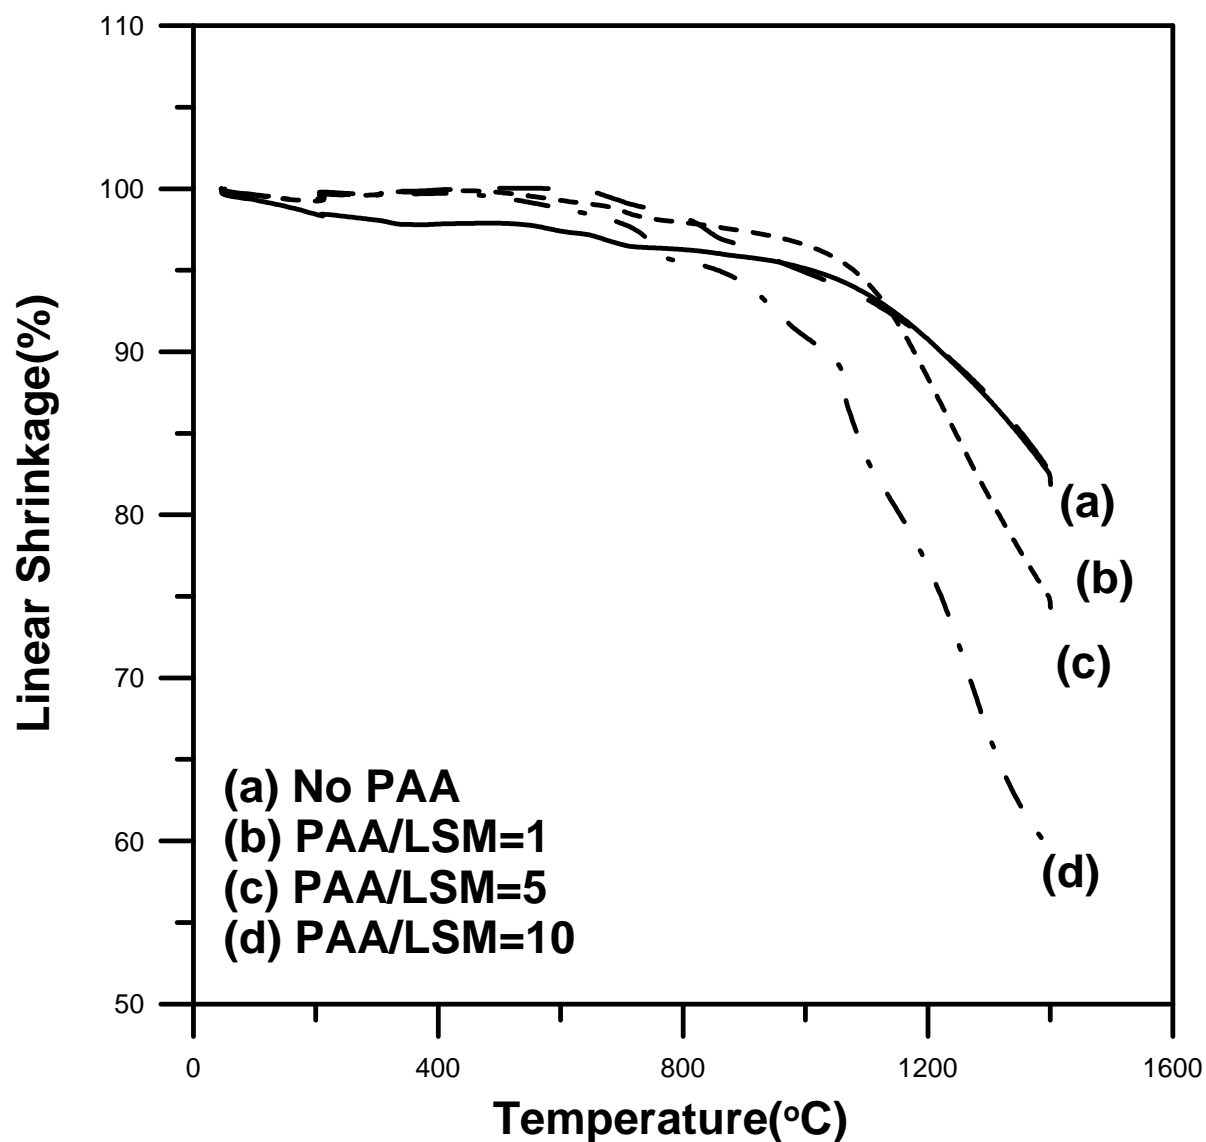 110
100
90
80
70
60
50
Linear Shrinkage(%)
(a)
(b)
(c)
(d)
(a) No PAA
(b) PAA/LSM=1
(c) PAA/LSM=5
(d) PAA/LSM=10
0 400 800 1200 1600
Temperature(oC)